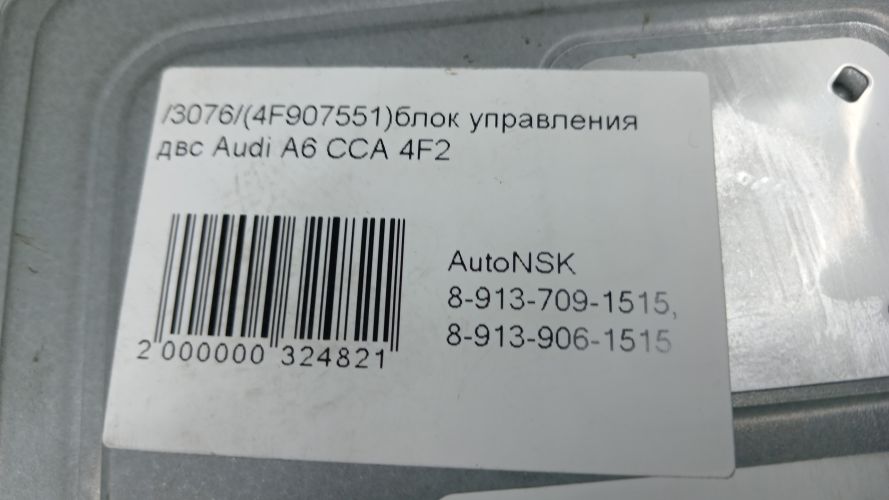 /3076/(4F907551)блок управления
двс Audi A6 CCA 4F2
AutoNSK
8-913-709-1515,
8-913-906-1515
2 000000 324821